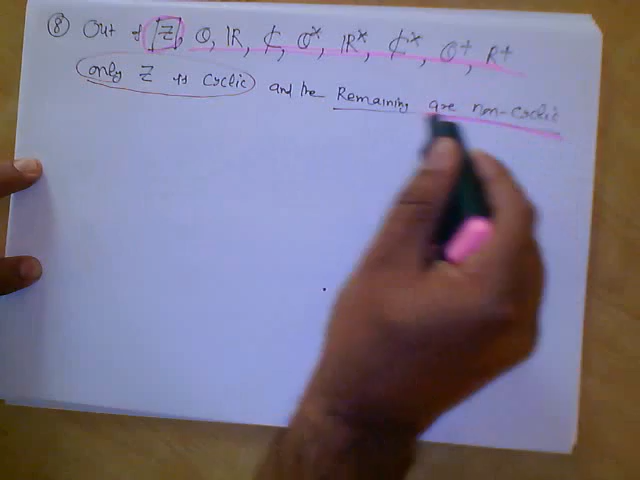 ⑧ Out of [Z], Q, IR, ₵, Q*, IR*, ₵*, Q+, R+
only Z is cyclic and the Remaining are non-cyclic